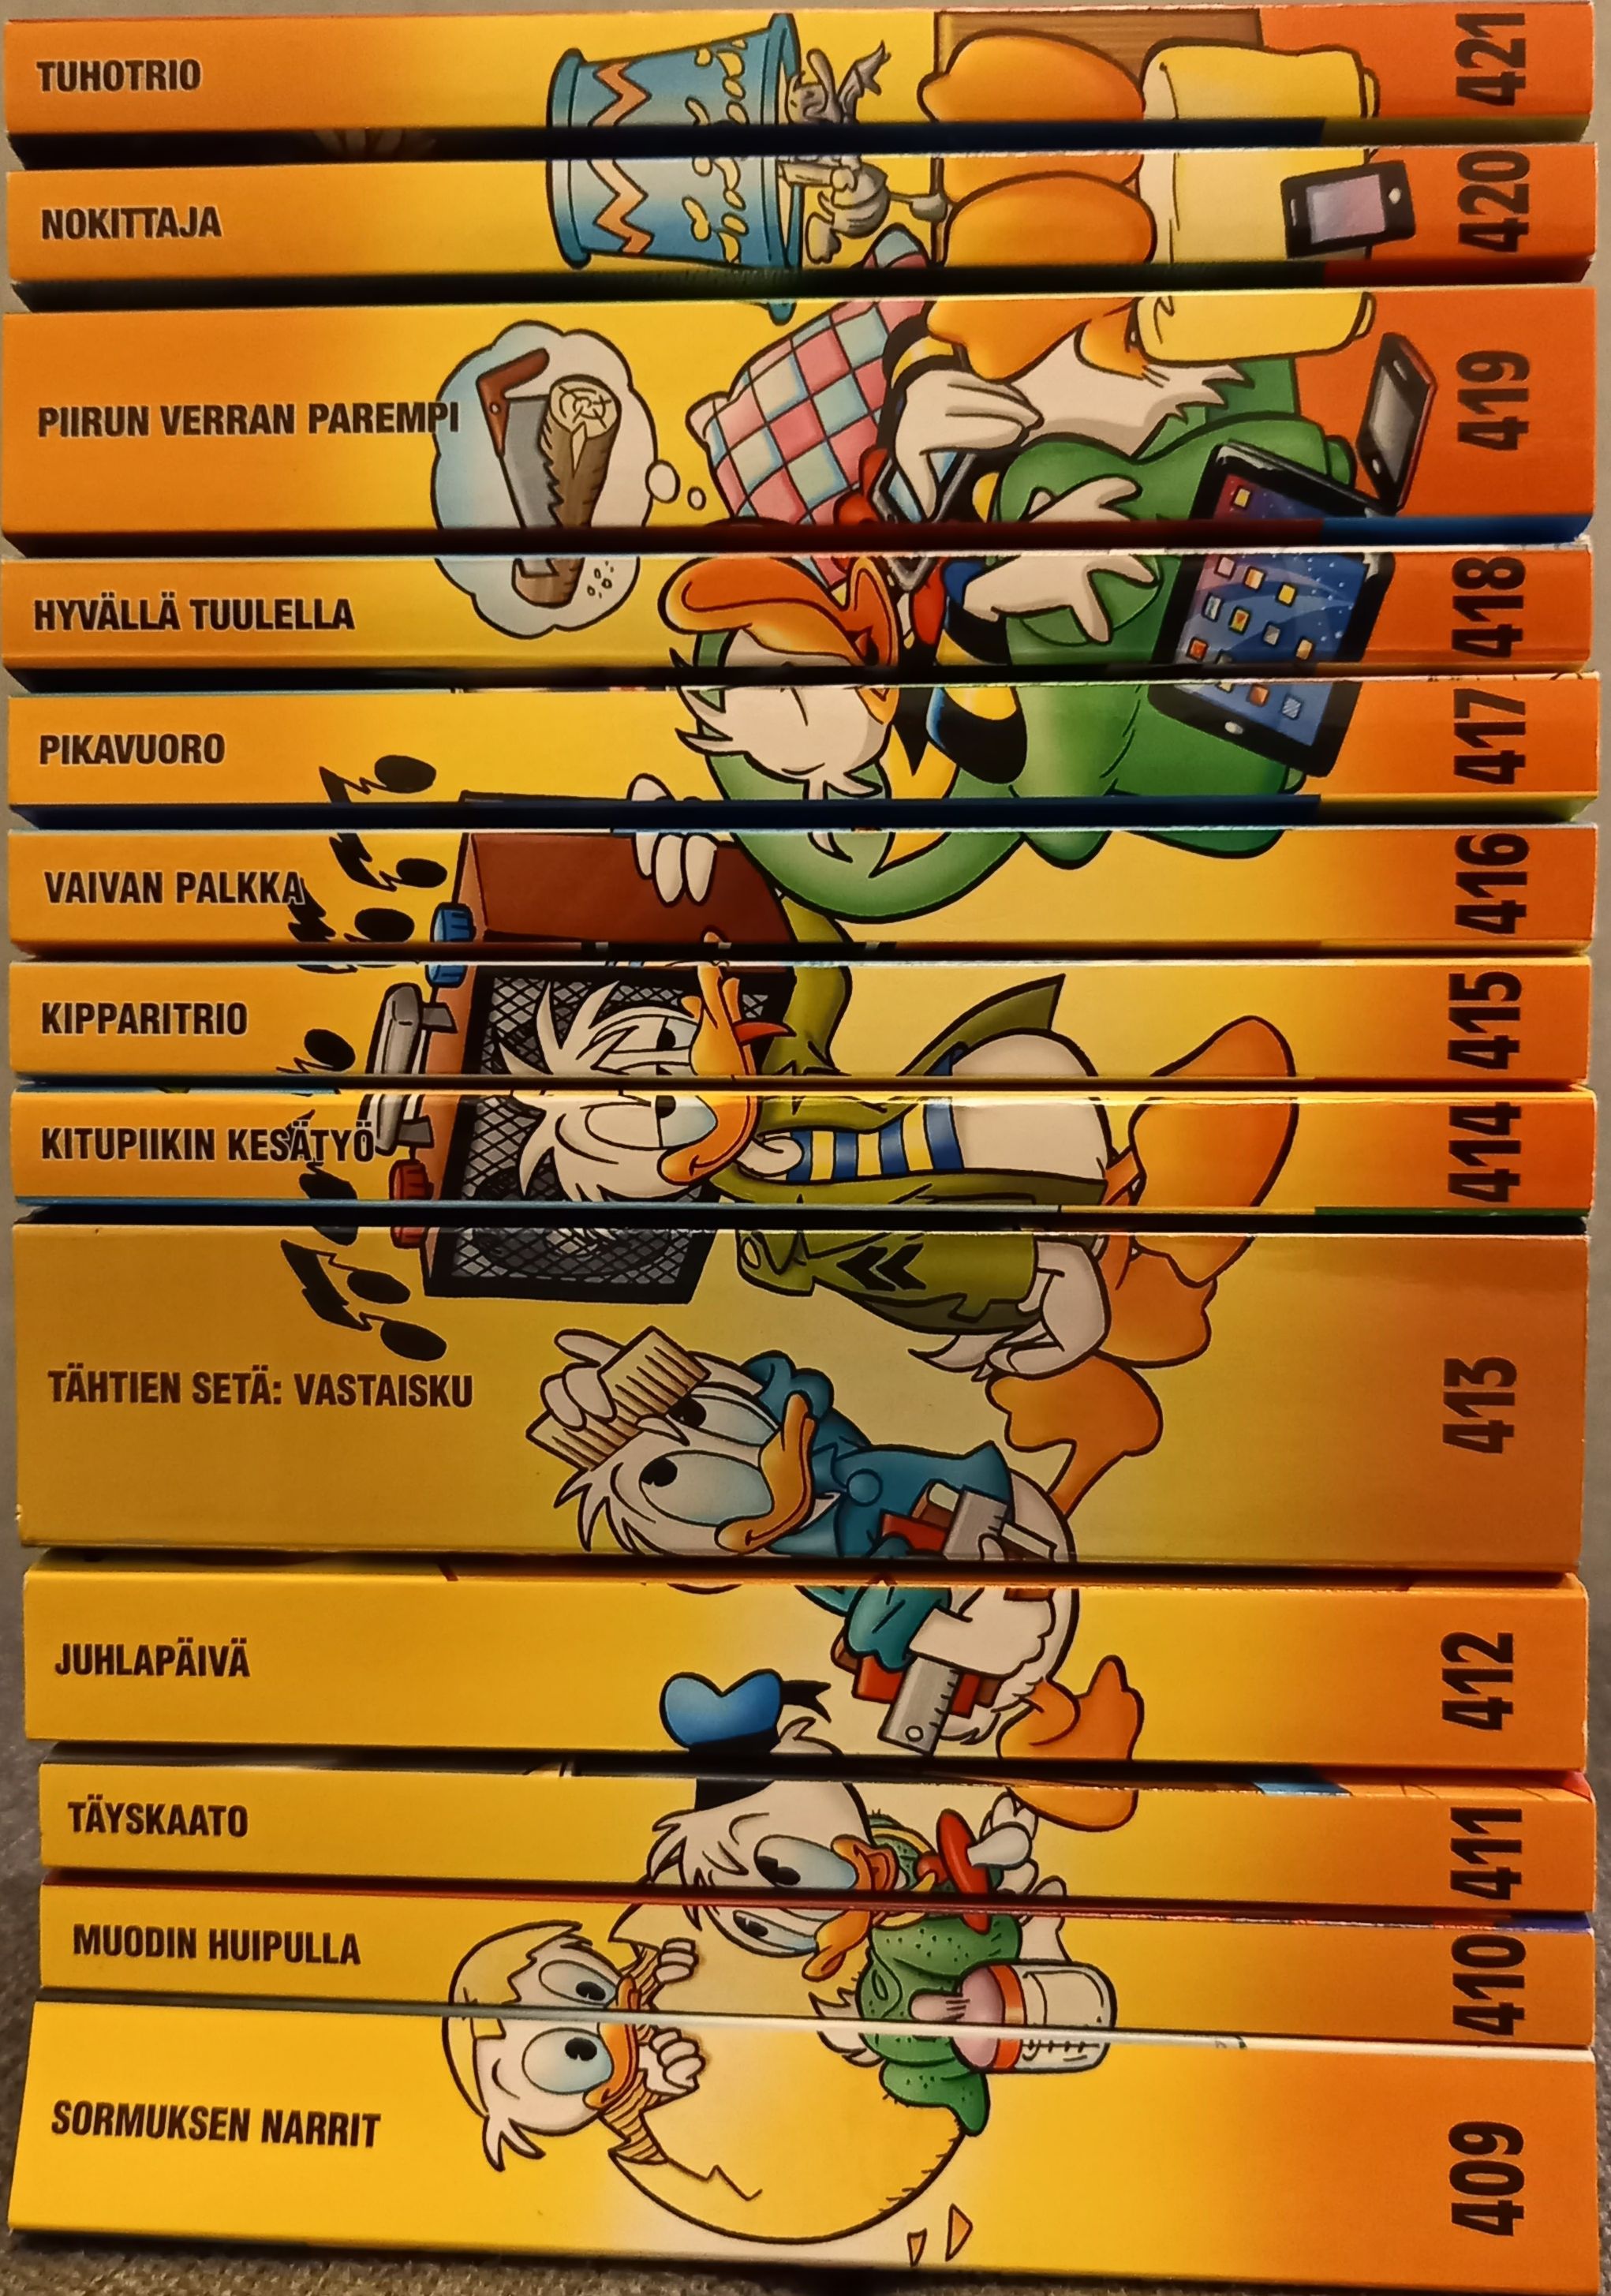 SORMUKSEN NARRIT
409
MUODIN HUIPULLA
410
TÄYSKAATO
411
JUHLAPÄIVÄ
412
TÄHTIEN SETÄ: VASTAISKU
413
KITUPIIKIN KESÄTYÖ
414
KIPPARITRIO
415
VAIVAN PALKKA
416
PIKAVUORO
417
HYVÄLLÄ TUULELLA
418
PIIRUN VERRAN PAREMPI
419
NOKITTAJA
420
TUHOTRIO
421